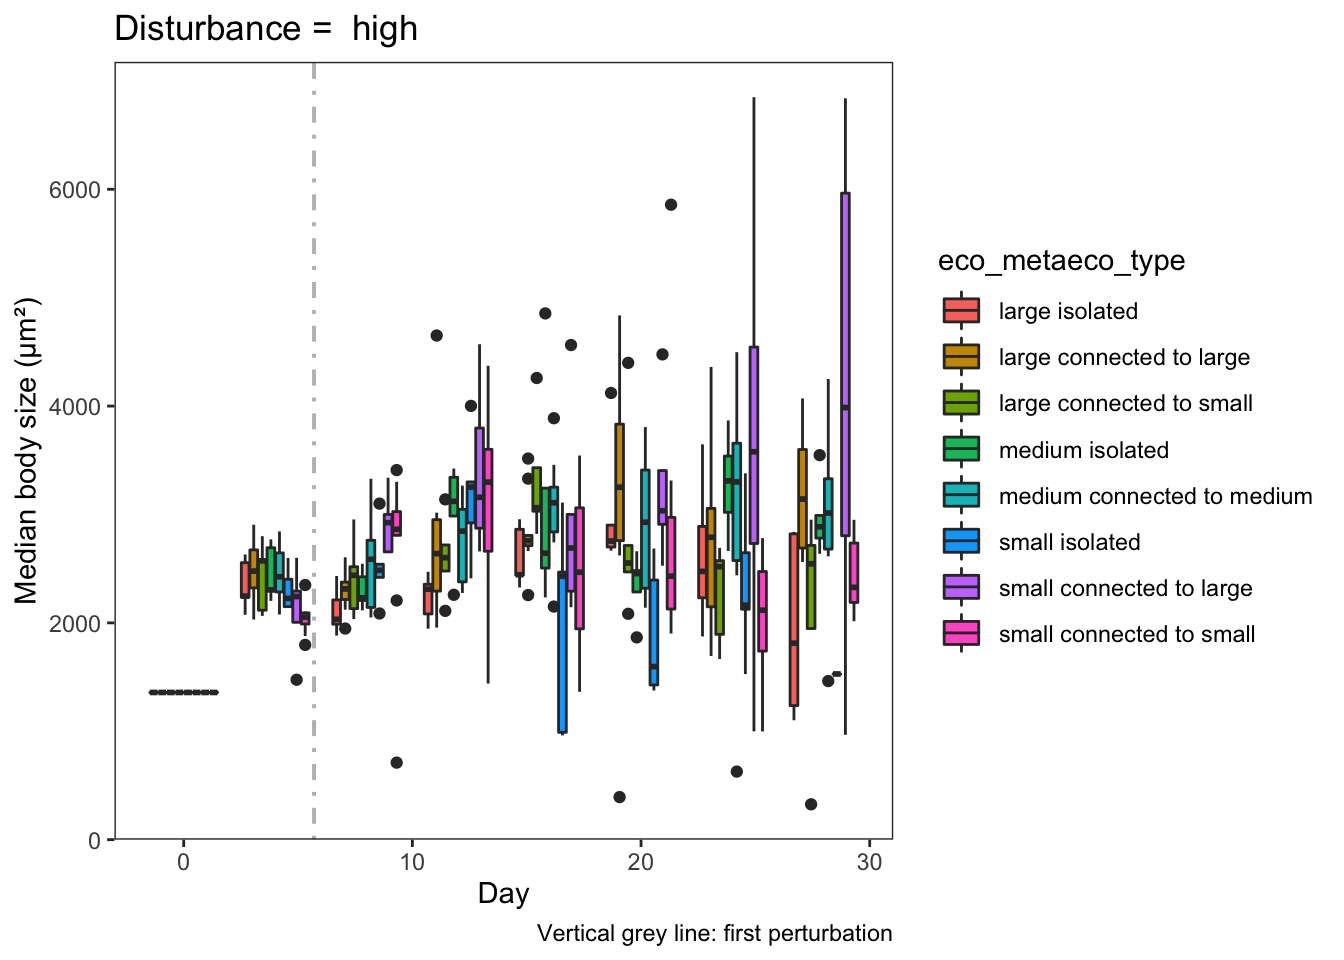 Disturbance =  high
Median body size (μm²)
6000
4000
2000
0
0
10
20
30
Day
Vertical grey line: first perturbation
eco_metaeco_type
large isolated
large connected to large
large connected to small
medium isolated
medium connected to medium
small isolated
small connected to large
small connected to small